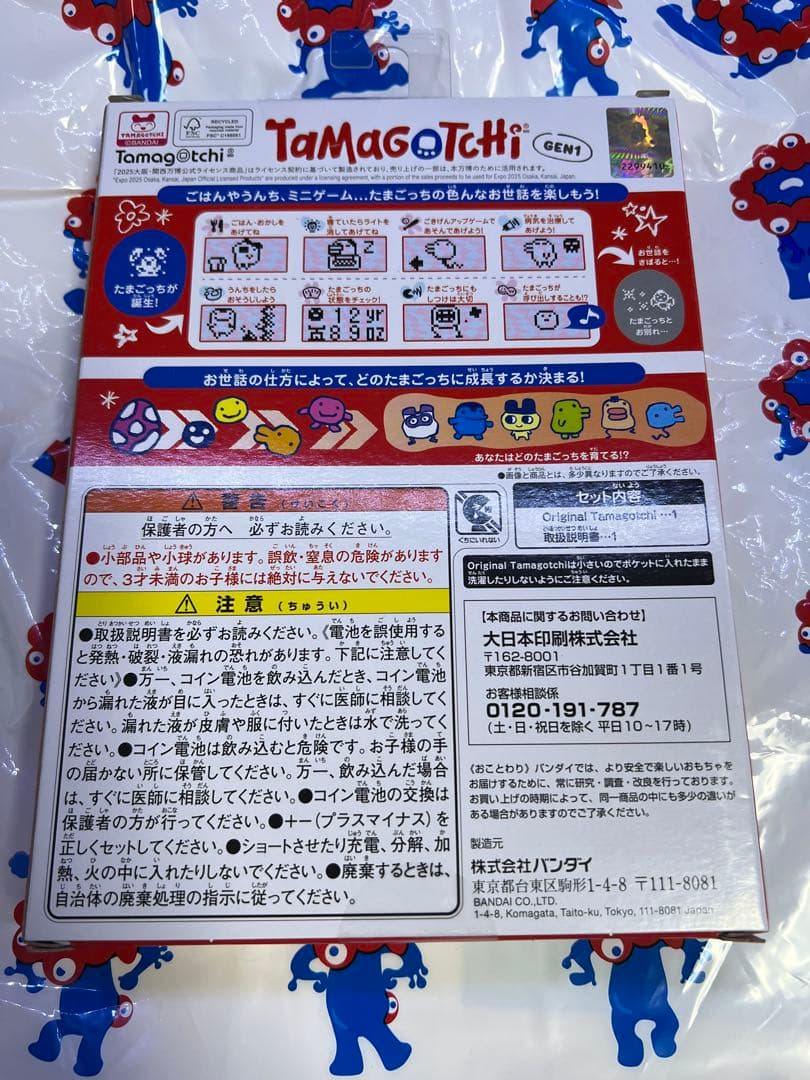 TAMAGOTCHI
©BANDAI
FSC
RECYCLED
Packaging made from recycled material
FSC® C198081
Tamagotchi
TAMAGOTCHI
GEN1
2299410
「2025大阪・関西万博公式ライセンス商品」はライセンス契約に基づいて製造されており、売り上げの一部は、本万博のために活用されます。
"Expo 2025 Osaka, Kansai, Japan Official Licensed Products" are produced under a licensing agreement, with a portion of the sales proceeds to be used for Expo 2025 Osaka, Kansai, Japan.
ごはんやうんち、ミニゲーム…たまごっちの色んなお世話を楽しもう!
たまごっちが
誕生!
ごはん・おかしを
あげてね
寝ていたらライトを
消してあげてね
ごきげんアップゲームで
あそんであげよう!
病気を治療して
あげよう!
うんちをしたら
おそうじしよう
たまごっちの
状態をチェック!
12yr
89oz
たまごっちにも
しつけは大切
たまごっちが
呼び出しすることも!?
お世話を
さぼると…!
たまごっちと
お別れ…
お世話の仕方によって、どのたまごっちに成長するか決まる!
あなたはどのたまごっちを育てる!?
●画像と商品とは、多少異なりますのでご了承ください。
警告(けいこく)
保護者の方へ 必ずお読みください。
●小部品や小球があります。誤飲・窒息の危険があります
ので、3才未満のお子様には絶対に与えないでください。
注意(ちゅうい)
●取扱説明書を必ずお読みください。《電池を誤使用する
と発熱・破裂・液漏れの恐れがあります。下記に注意してく
ださい》●万一、コイン電池を飲み込んだとき、コイン電池
から漏れた液が目に入ったときは、すぐに医師に相談してく
ださい。漏れた液が皮膚や服に付いたときは水で洗ってく
ださい。●コイン電池は飲み込むと危険です。お子様の手
の届かない所に保管してください。万一、飲み込んだ場合
は、すぐに医師に相談してください。●コイン電池の交換は
保護者の方が行ってください。●+−(プラスマイナス)を
正しくセットしてください。●ショートさせたり充電、分解、加
熱、火の中に入れたりしないでください。●廃棄するときは、
自治体の廃棄処理の指示に従ってください。
くちにいれない
セット内容
Original Tamagotchi …1
取扱説明書…1
Original Tamagotchiは小さいのでポケットに入れたまま
洗濯したりしないようにご注意ください。
【本商品に関するお問い合わせ】
大日本印刷株式会社
〒162-8001
東京都新宿区市谷加賀町1丁目1番1号
お客様相談係
0120-191-787
(土・日・祝日を除く 平日10〜17時)
《おことわり》バンダイでは、より安全で楽しいおもちゃを
お届けするために、常に研究・調査・改良を行っております。
お買い上げの時期によって、同一商品の中にも多少の違いが
ある場合がありますのでご了承ください。
製造元
株式会社バンダイ
東京都台東区駒形1-4-8 〒111-8081
BANDAI CO.,LTD.
1-4-8, Komagata, Taito-ku, Tokyo, 111-8081 Japan